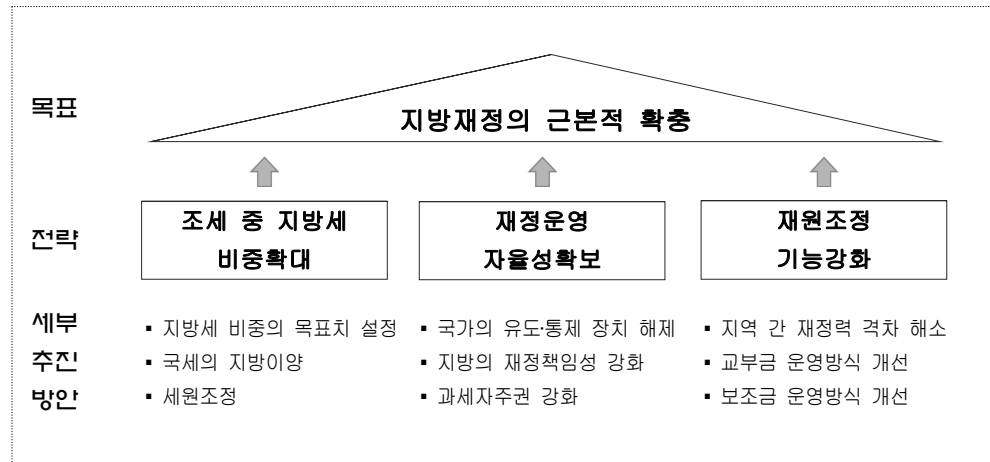 목표
지방재정의 근본적 확충
전략
조세 중 지방세
비중확대
재정운영
자율성확보
재원조정
기능강화
세부
추진
방안
▪ 지방세 비중의 목표치 설정
▪ 국세의 지방이양
▪ 세원조정
▪ 국가의 유도·통제 장치 해제
▪ 지방의 재정책임성 강화
▪ 과세자주권 강화
▪ 지역 간 재정력 격차 해소
▪ 교부금 운영방식 개선
▪ 보조금 운영방식 개선